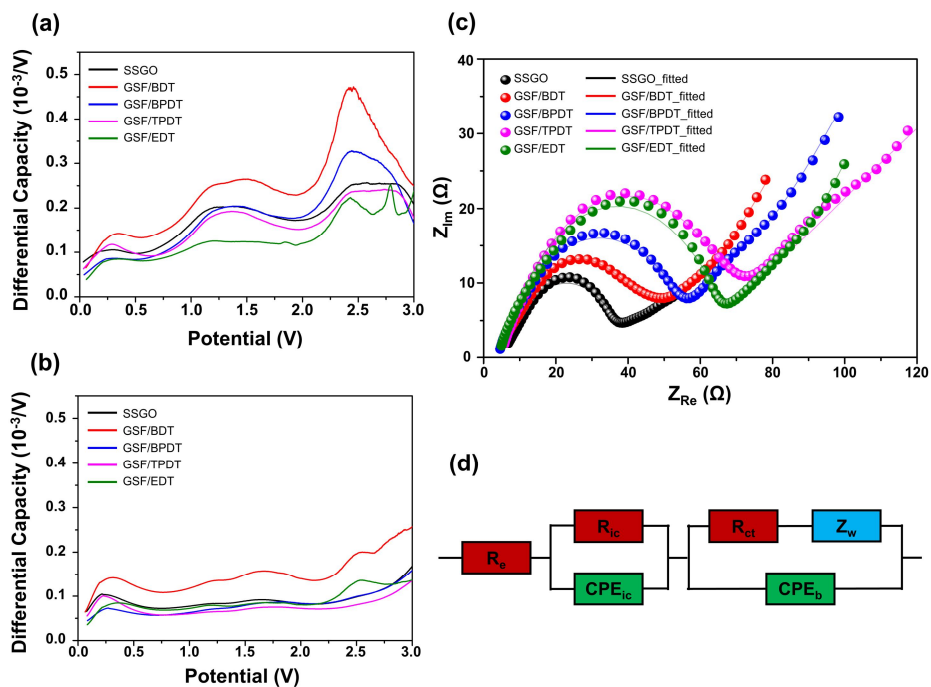 (a)
Differential Capacity (10⁻³/V)
0.5
0.4
0.3
0.2
0.1
0.0
SSGO
GSF/BDT
GSF/BPDT
GSF/TPDT
GSF/EDT
0.0 0.5 1.0 1.5 2.0 2.5 3.0
Potential (V)
(b)
Differential Capacity (10⁻³/V)
0.5
0.4
0.3
0.2
0.1
0.0
SSGO
GSF/BDT
GSF/BPDT
GSF/TPDT
GSF/EDT
0.0 0.5 1.0 1.5 2.0 2.5 3.0
Potential (V)
(c)
Z_Im (Ω)
40
30
20
10
0
SSGO SSGO_fitted
GSF/BDT GSF/BDT_fitted
GSF/BPDT GSF/BPDT_fitted
GSF/TPDT GSF/TPDT_fitted
GSF/EDT GSF/EDT_fitted
0 20 40 60 80 100 120
Z_Re (Ω)
(d)
R_ic R_ct Z_w
R_e
CPE_ic CPE_b